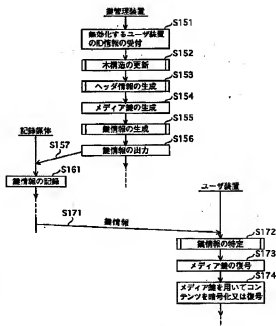 鍵管理装置
S151
無効化するユーザ装置
のID情報の受付
S152
木構造の更新
S153
ヘッダ情報の生成
S154
メディア鍵の生成
S155
鍵情報の生成
S156
鍵情報の出力
記録媒体
S157
S161
鍵情報の記録
S171
鍵情報
ユーザ装置
S172
鍵情報の特定
S173
メディア鍵の復号
S174
メディア鍵を用いてコン
テンツを暗号化又は復号